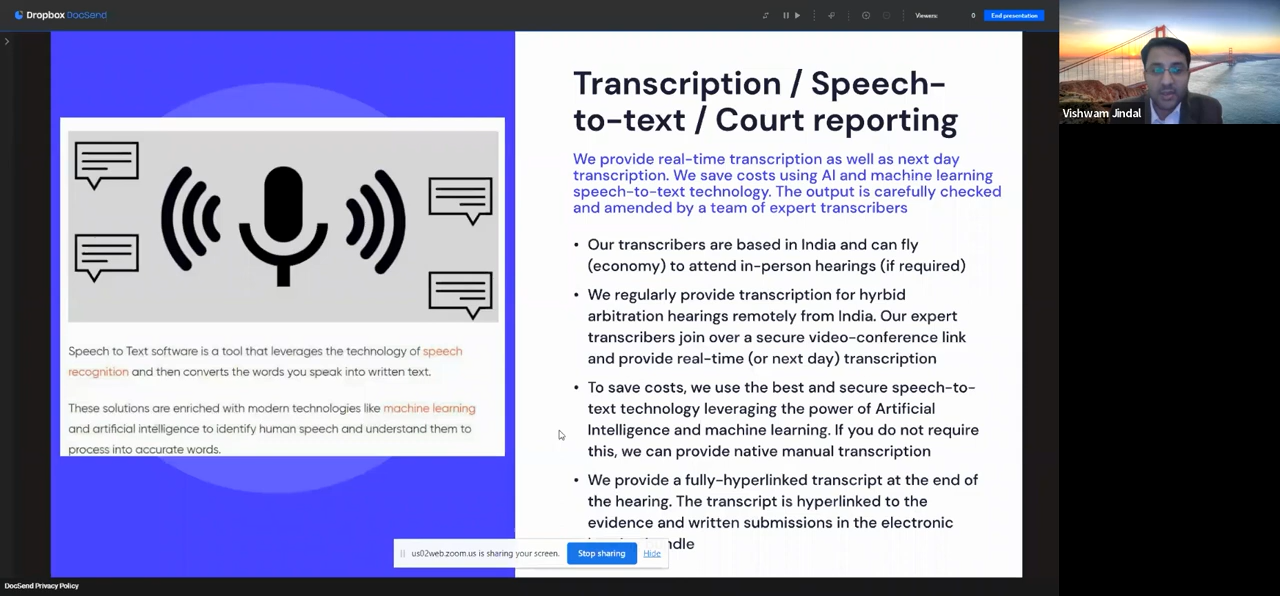 Dropbox DocSend
Viewers: 0 End presentation
Vishwam Jindal
Transcription / Speech-
to-text / Court reporting
We provide real-time transcription as well as next day
transcription. We save costs using AI and machine learning
speech-to-text technology. The output is carefully checked
and amended by a team of expert transcribers
• Our transcribers are based in India and can fly
(economy) to attend in-person hearings (if required)
• We regularly provide transcription for hyrbid
arbitration hearings remotely from India. Our expert
transcribers join over a secure video-conference link
and provide real-time (or next day) transcription
• To save costs, we use the best and secure speech-to-
text technology leveraging the power of Artificial
Intelligence and machine learning. If you do not require
this, we can provide native manual transcription
• We provide a fully-hyperlinked transcript at the end of
the hearing. The transcript is hyperlinked to the
evidence and written submissions in the electronic
Speech to Text software is a tool that leverages the technology of speech
recognition and then converts the words you speak into written text.
These solutions are enriched with modern technologies like machine learning
and artificial intelligence to identify human speech and understand them to
process into accurate words.
us02web.zoom.us is sharing your screen. Stop sharing Hide
DocSend Privacy Policy